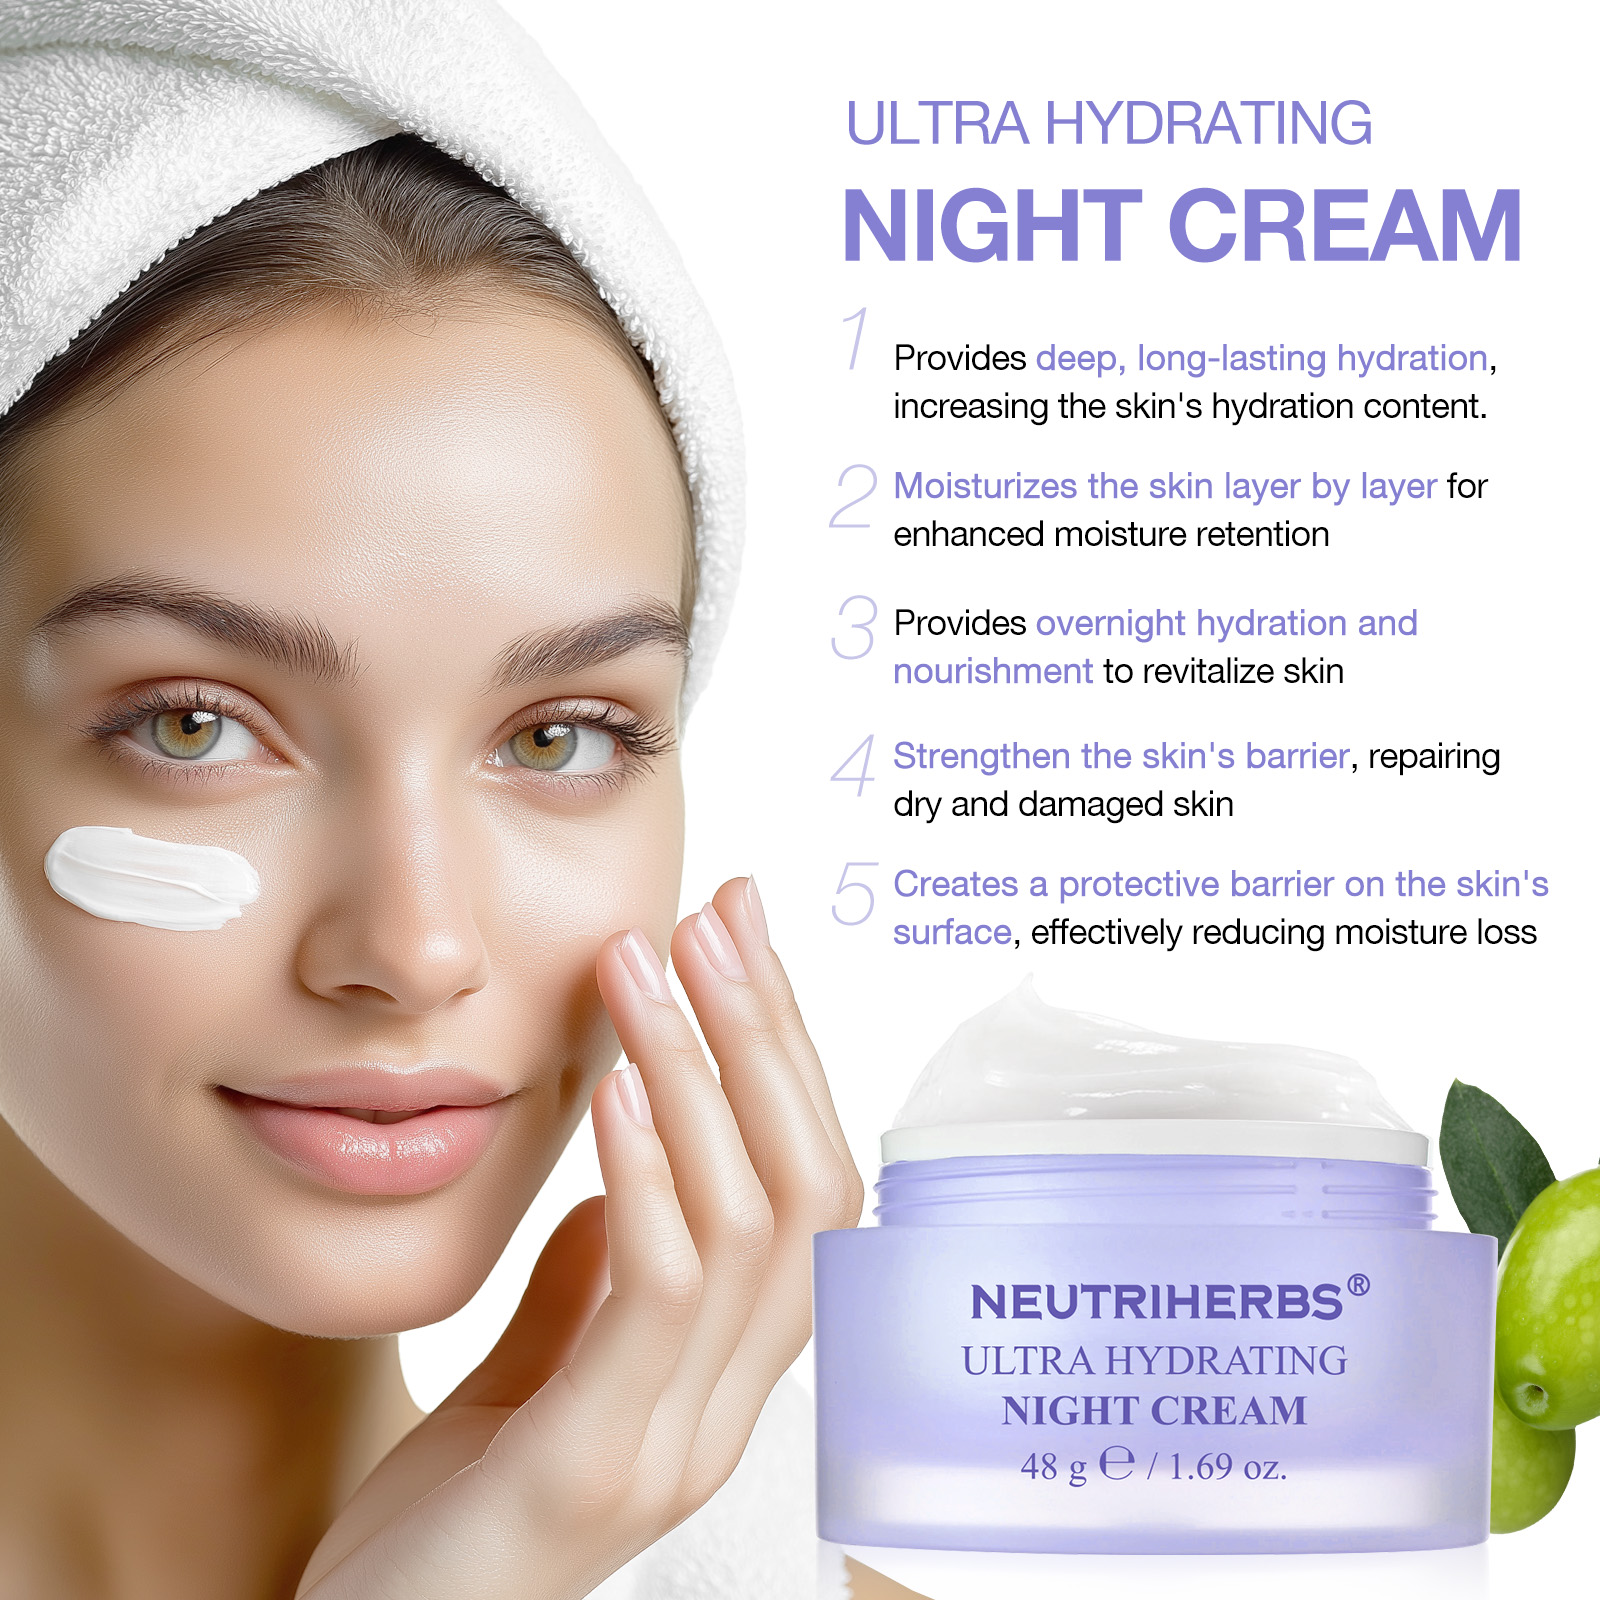 ULTRA HYDRATING
NIGHT CREAM
1
Provides deep, long-lasting hydration,
increasing the skin's hydration content.
2
Moisturizes the skin layer by layer for
enhanced moisture retention
3
Provides overnight hydration and
nourishment to revitalize skin
4
Strengthen the skin's barrier, repairing
dry and damaged skin
5
Creates a protective barrier on the skin's
surface, effectively reducing moisture loss
NEUTRIHERBS®
ULTRA HYDRATING
NIGHT CREAM
48 g ℮ / 1.69 oz.